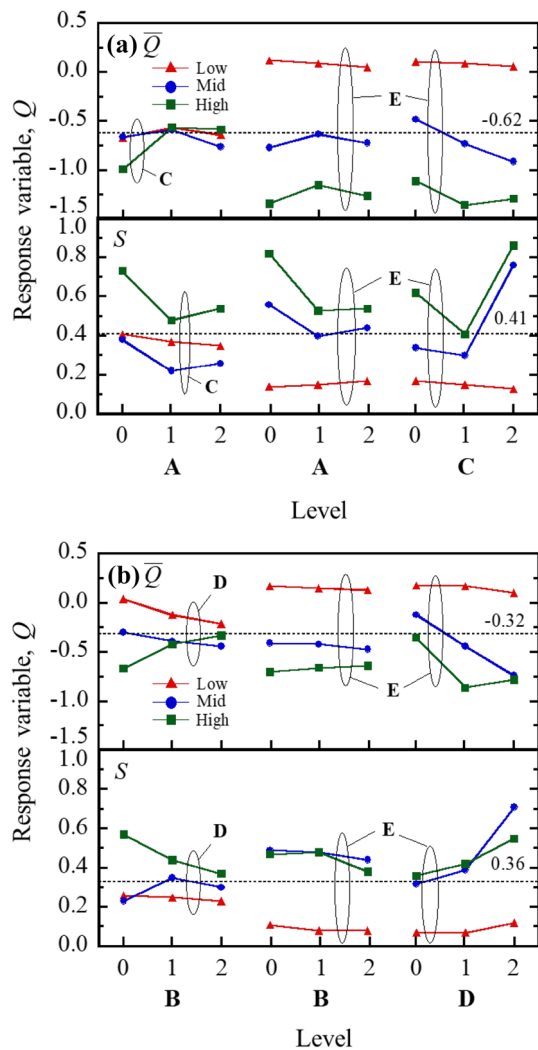 (a) Q̅
0.5
Low
Mid
High
E
0.0
-0.5
-0.62
-1.0
C
-1.5
S
1.0
0.8
E
0.6
0.4
0.41
0.2
C
0.0
0 1 2 0 1 2 0 1 2
A A C
Level
Response variable, Q
(b) Q̅
0.5
D
0.0
-0.32
-0.5
Low
Mid
High
E
-1.0
-1.5
S
1.0
0.8
D
E
0.6
0.4
0.36
0.2
0.0
0 1 2 0 1 2 0 1 2
B B D
Level
Response variable, Q